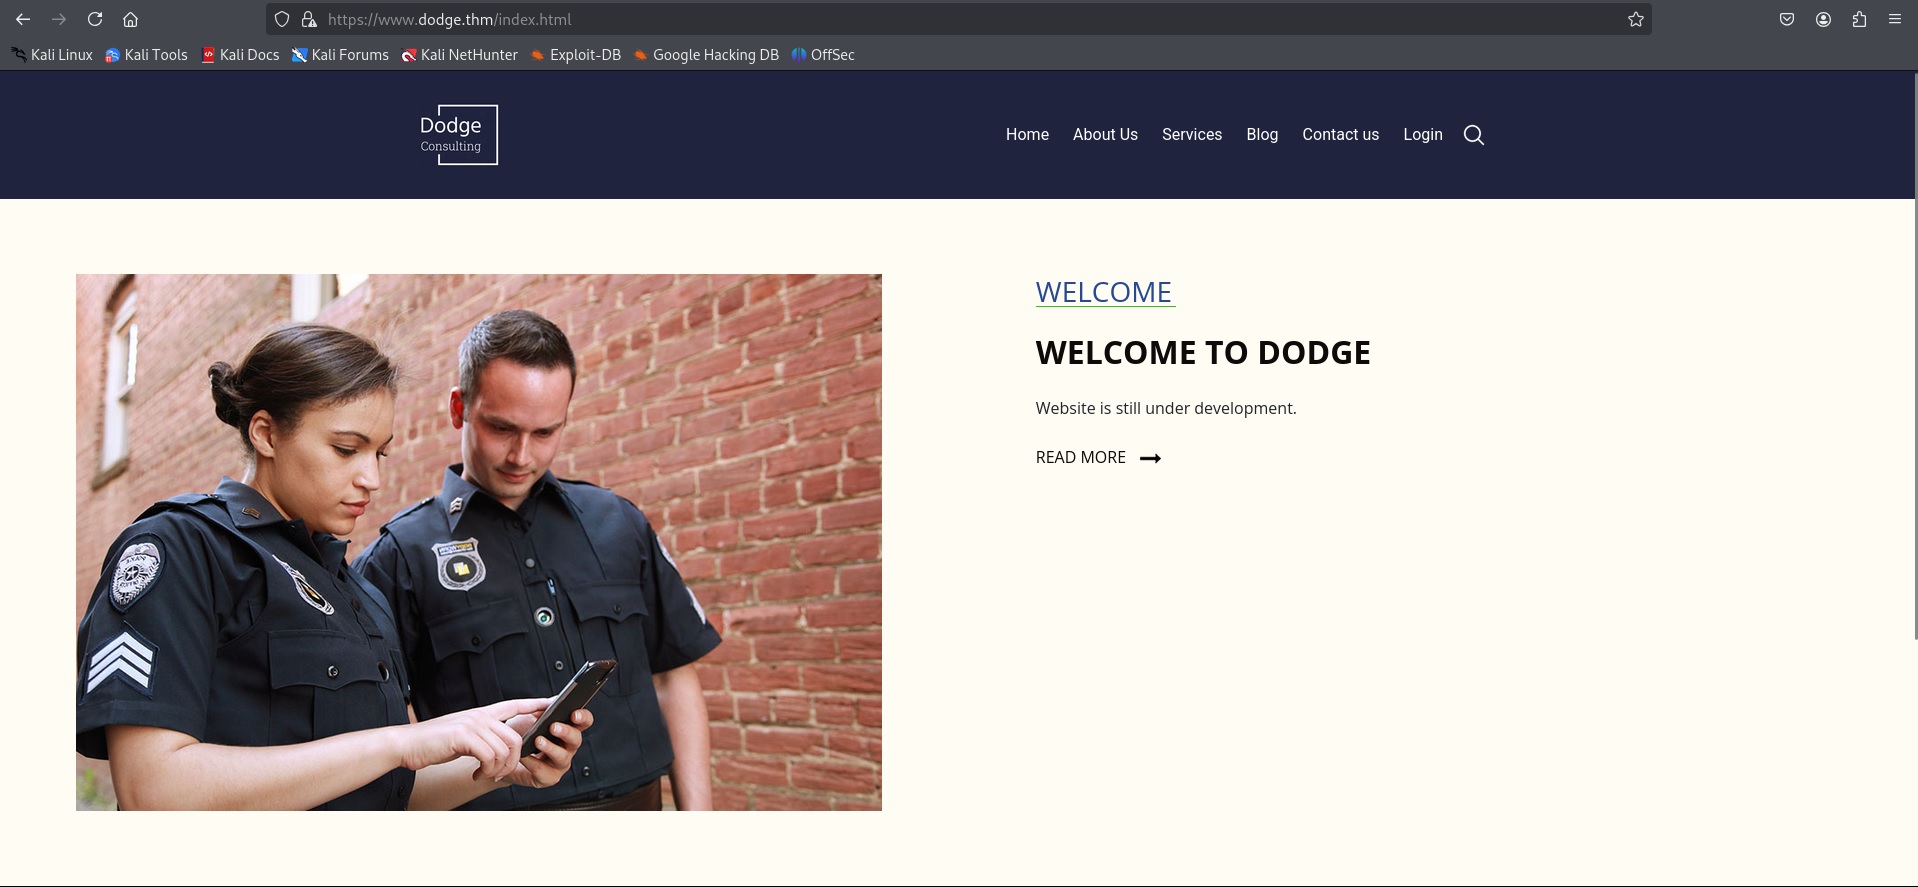 https://www.dodge.thm/index.html
Kali Linux Kali Tools Kali Docs Kali Forums Kali NetHunter Exploit-DB Google Hacking DB OffSec
Dodge
Consulting
Home About Us Services Blog Contact us Login
WELCOME
WELCOME TO DODGE
Website is still under development.
READ MORE